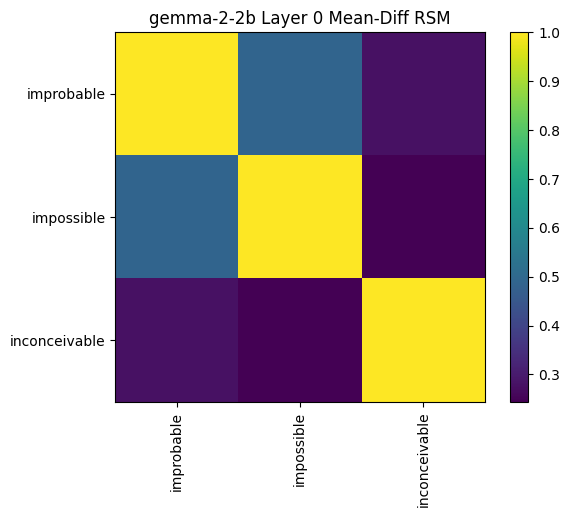 gemma-2-2b Layer 0 Mean-Diff RSM
improbable
impossible
inconceivable
improbable
impossible
inconceivable
1.0
0.9
0.8
0.7
0.6
0.5
0.4
0.3